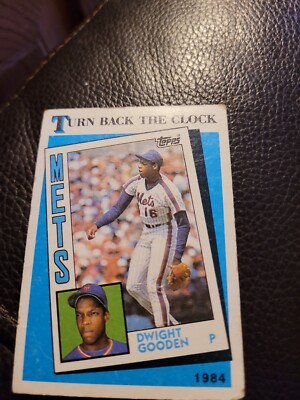 TURN BACK THE CLOCK
Topps
METS
Mets
16
DWIGHT
GOODEN
P
1984